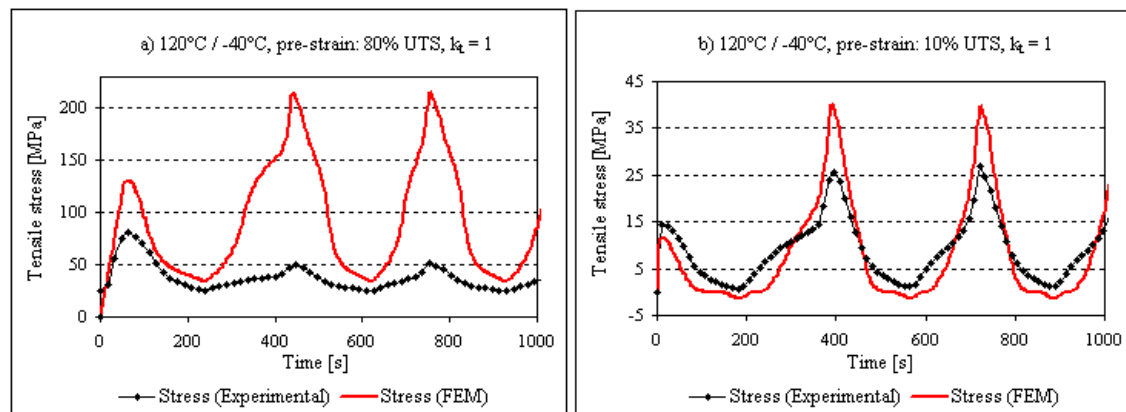 a) 120°C / -40°C, pre-strain: 80% UTS, kt = 1
Tensile stress [MPa]
200
150
100
50
0
0 200 400 600 800 1000
Time [s]
Stress (Experimental) Stress (FEM)
b) 120°C / -40°C, pre-strain: 10% UTS, kt = 1
Tensile stress [MPa]
45
35
25
15
5
-5
0 200 400 600 800 1000
Time [s]
Stress (Experimental) Stress (FEM)